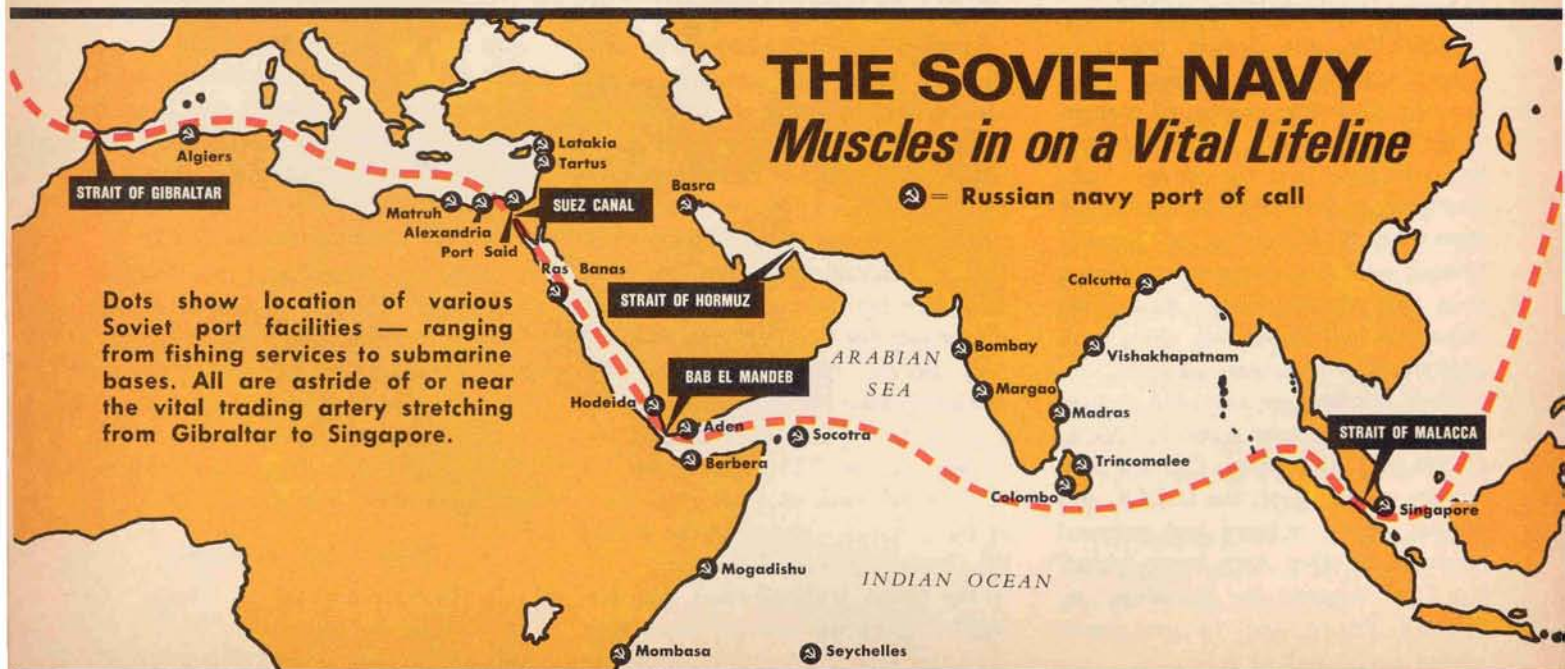 THE SOVIET NAVY
Muscles in on a Vital Lifeline
= Russian navy port of call
Algiers
STRAIT OF GIBRALTAR
Latakia
Tartus
Matruh
Alexandria
Port Said
SUEZ CANAL
Basra
Ras Banas
STRAIT OF HORMUZ
Dots show location of various
Soviet port facilities — ranging
from fishing services to submarine
bases. All are astride of or near
the vital trading artery stretching
from Gibraltar to Singapore.
BAB EL MANDEB
Hodeida
Aden
Berbera
Socotra
ARABIAN
SEA
Calcutta
Bombay
Vishakhapatnam
Margao
Madras
Trincomalee
Colombo
STRAIT OF MALACCA
Singapore
Mogadishu
INDIAN OCEAN
Mombasa
Seychelles